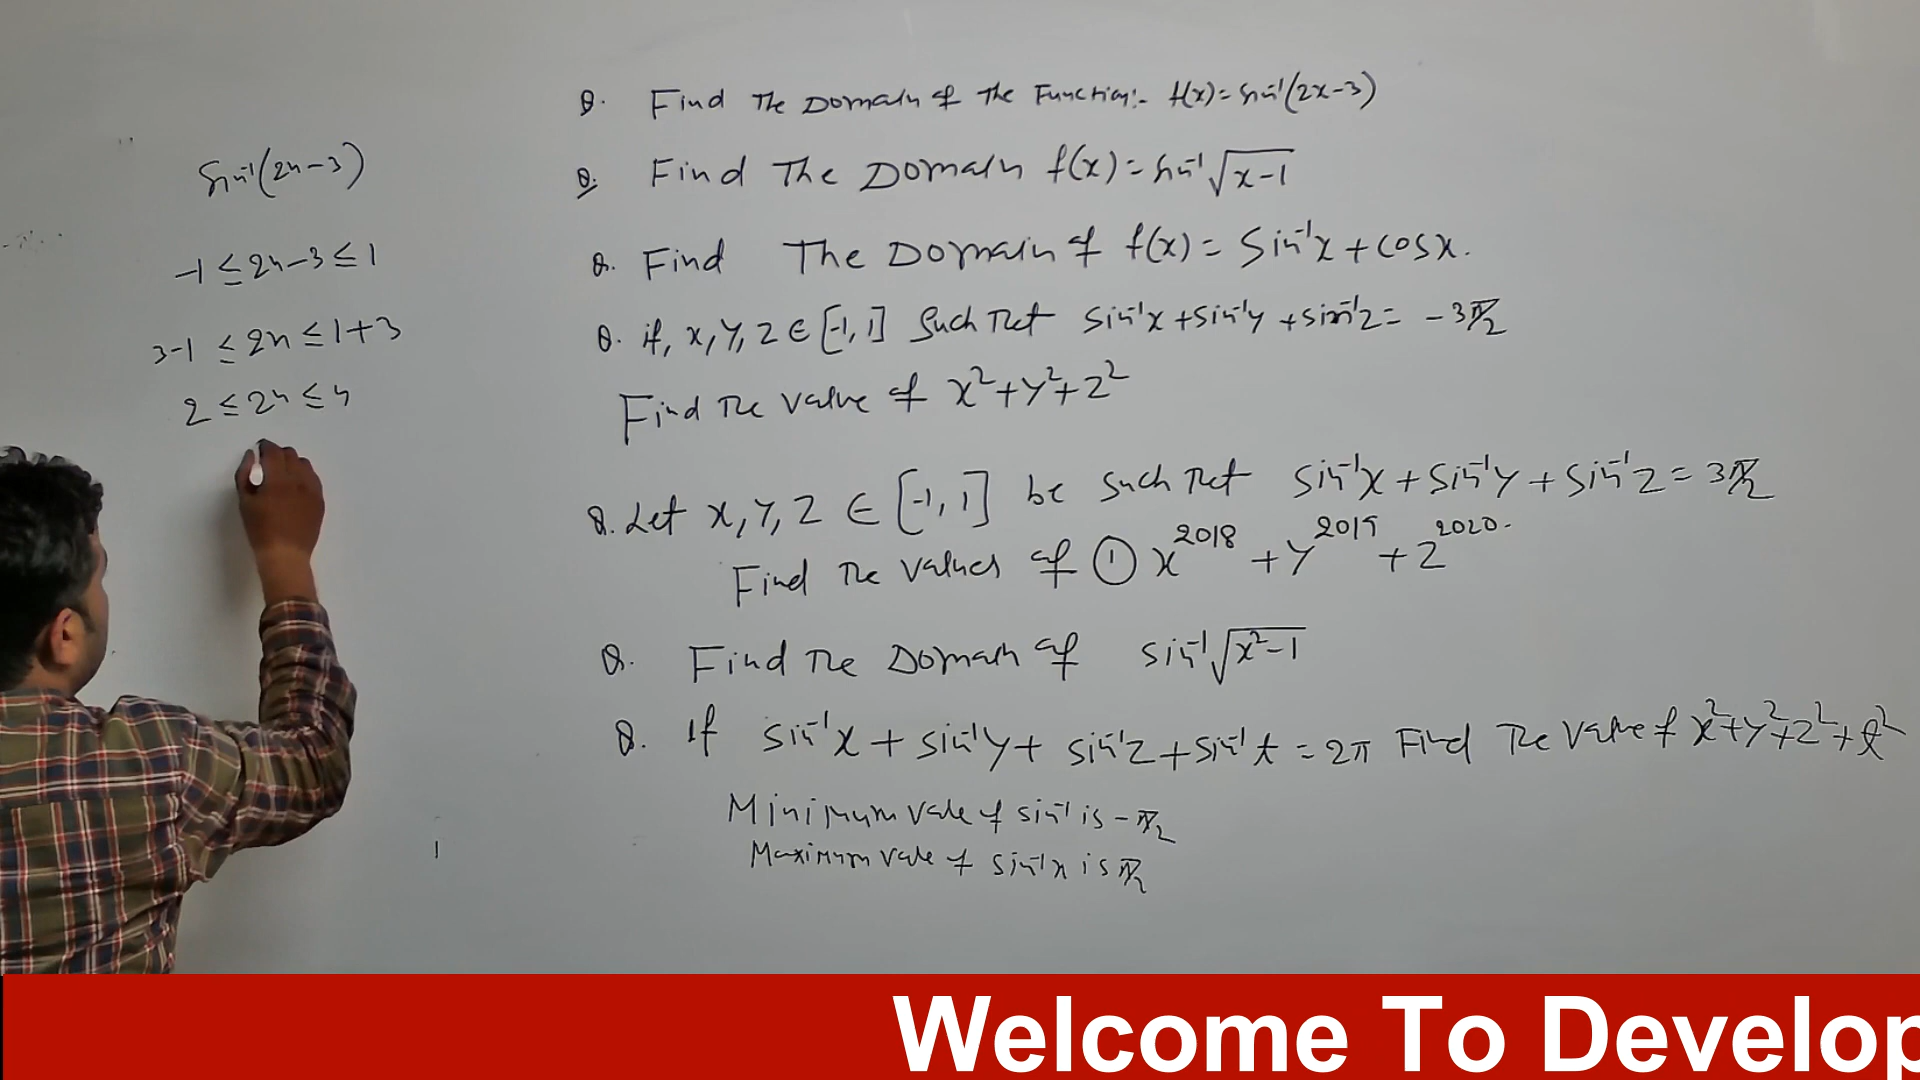 Sin⁻¹(2x-3)
-1 ≤ 2x-3 ≤ 1
3-1 ≤ 2x ≤ 1+3
2 ≤ 2x ≤ 4
Q. Find The Domain of The Function:- f(x) = Sin⁻¹(2x-3)
Q. Find The Domain f(x) = Sin⁻¹√(x-1)
Q. Find The Domain of f(x) = Sin⁻¹x + cosx.
Q. if, x, y, z ∈ [-1, 1] Such That Sin⁻¹x + Sin⁻¹y + Sin⁻¹z = -3π/2
Find The value of x² + y² + z²
Q. Let x, y, z ∈ [-1, 1] be such that sin⁻¹x + sin⁻¹y + sin⁻¹z = 3π/2
Find The values of ① x²⁰¹⁸ + y²⁰¹⁹ + z²⁰²⁰.
Q. Find The Domain of sin⁻¹√(x²-1)
Q. If sin⁻¹x + sin⁻¹y + sin⁻¹z + sin⁻¹t = 2π Find The value of x² + y² + z² + t²
Minimum vale of sin⁻¹ is -π/2
Maximum vale of sin⁻¹x is π/2
Welcome To Develop